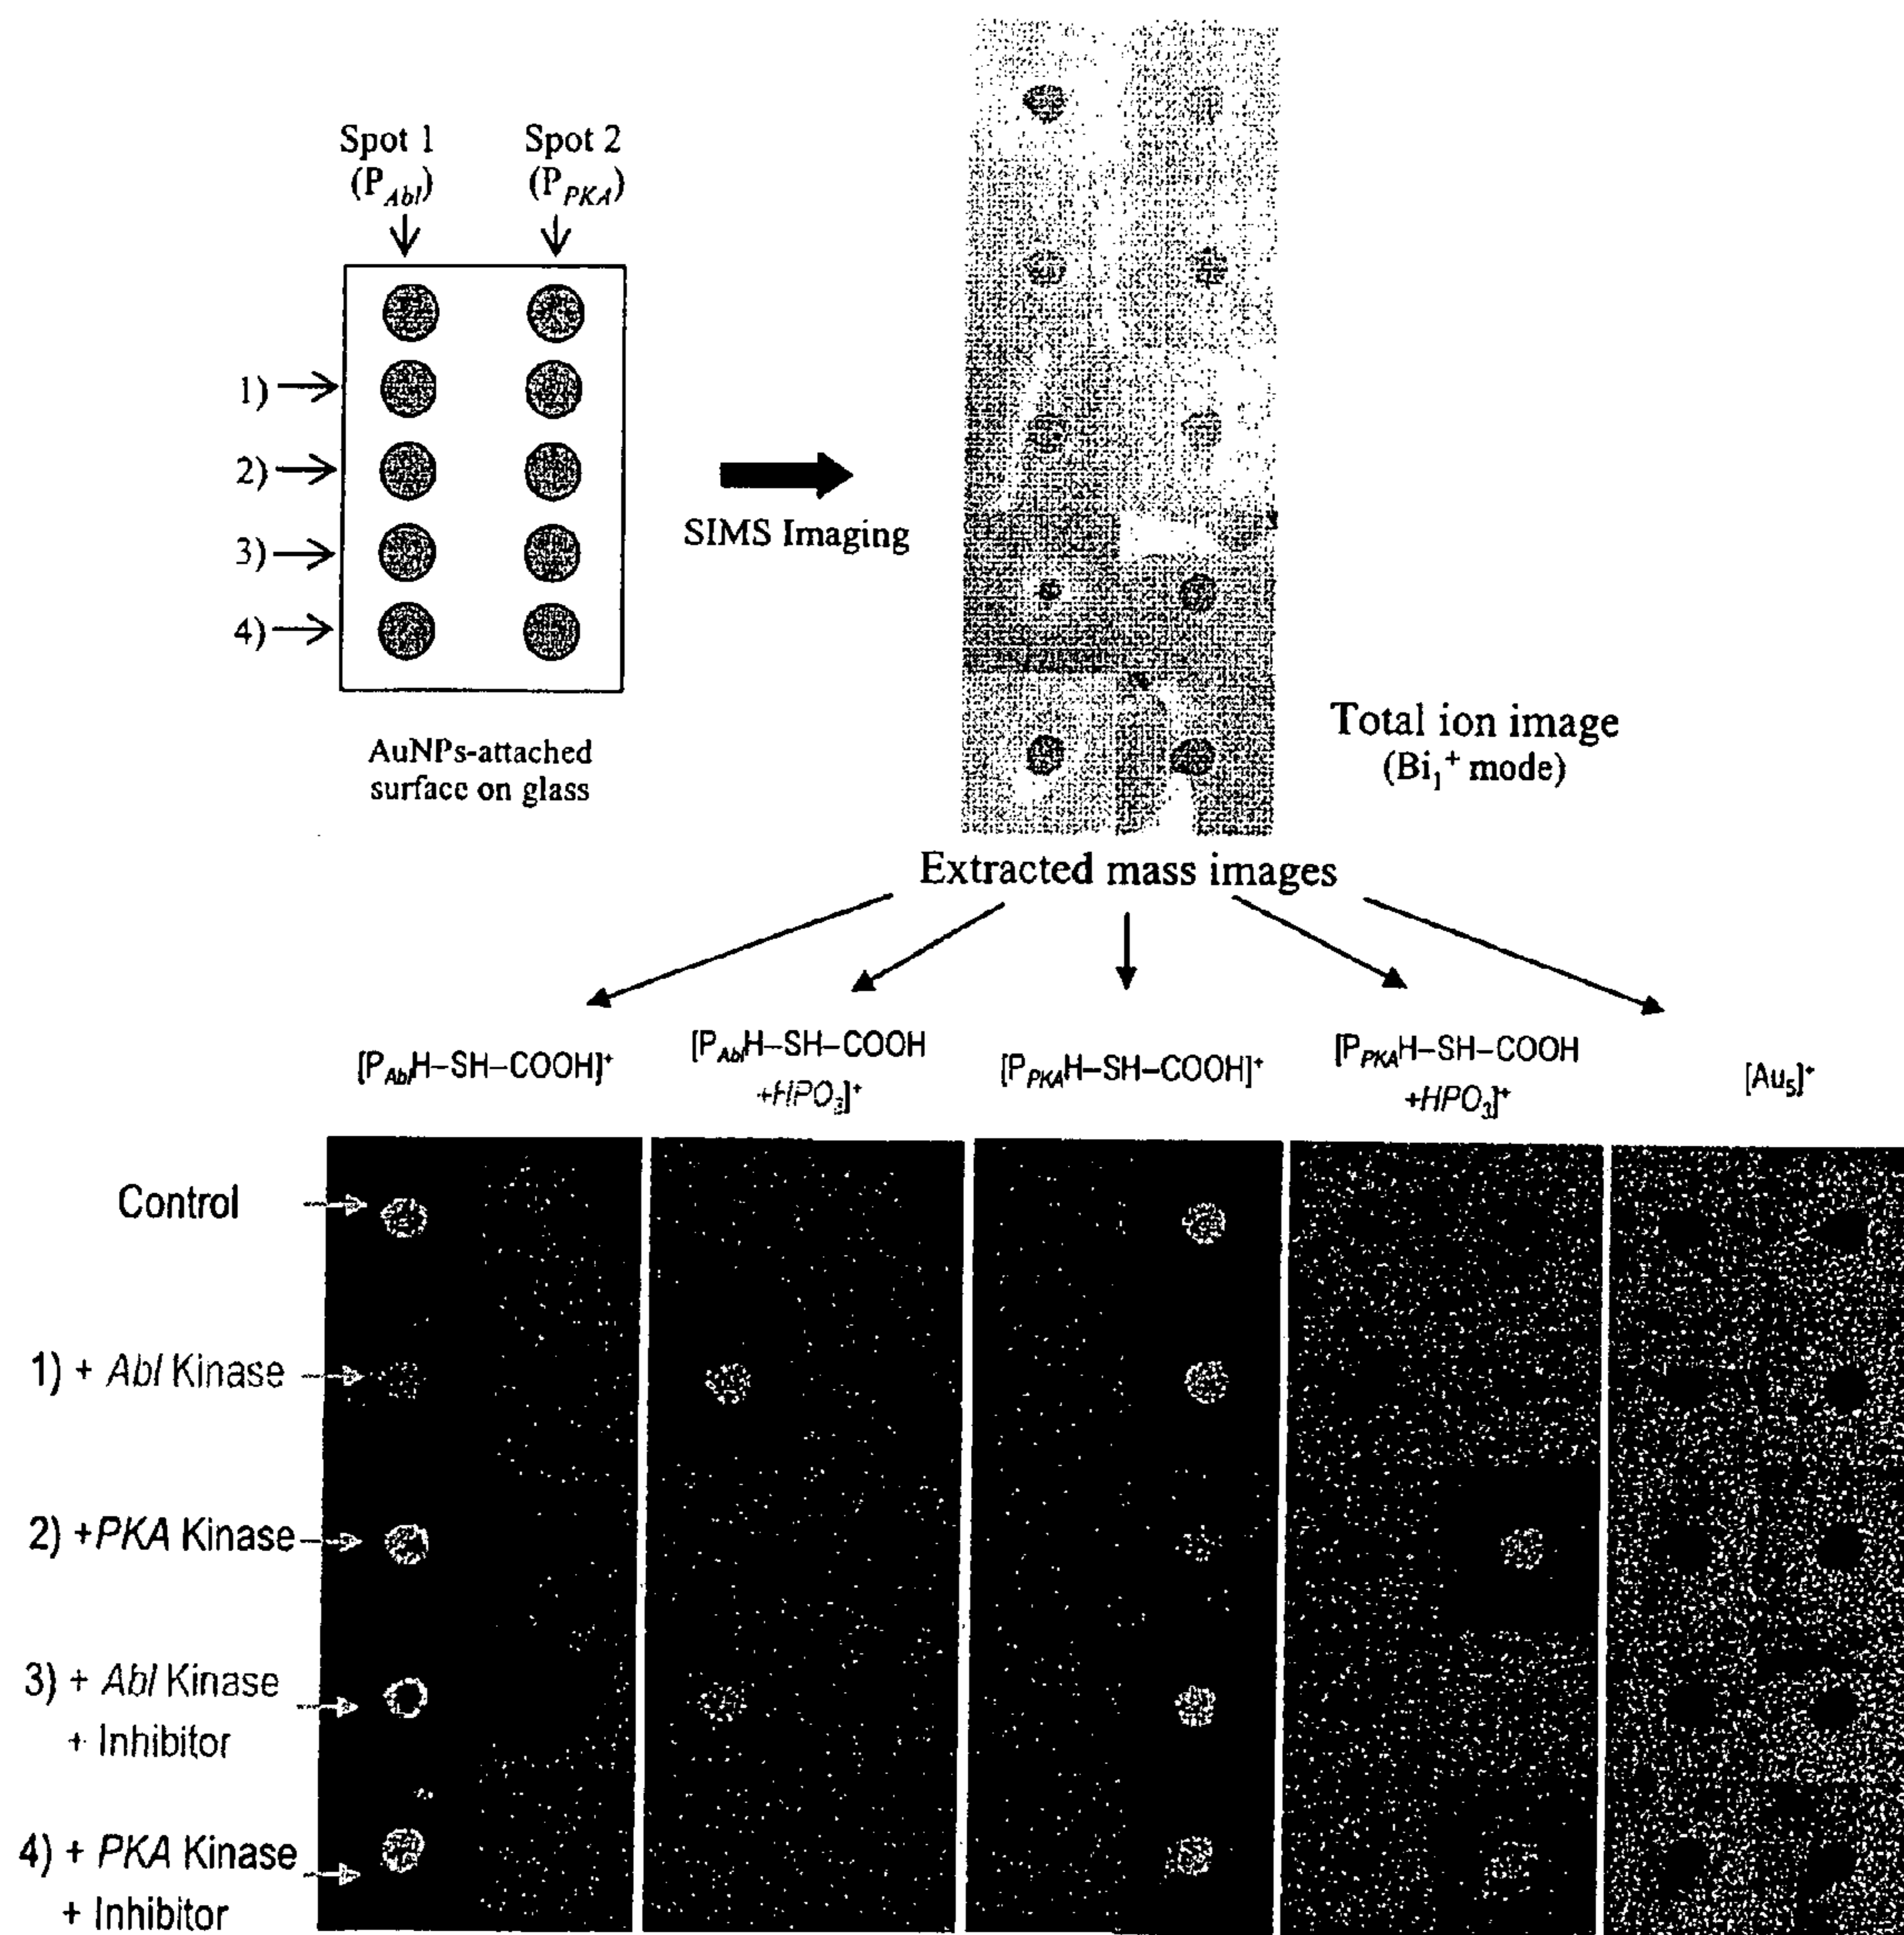 Spot 1 Spot 2
(P_Abl) (P_PKA)
1)
2)
3)
4)
AuNPs-attached
surface on glass
SIMS Imaging
Total ion image
(Bi₁⁺ mode)
Extracted mass images
[P_AblH–SH–COOH]⁺
[P_AblH–SH–COOH
+HPO₃]⁺
[P_PKAH–SH–COOH]⁺
[P_PKAH–SH–COOH
+HPO₃]⁺
[Au₅]⁺
Control
1) + Abl Kinase
2) +PKA Kinase
3) + Abl Kinase
+ Inhibitor
4) + PKA Kinase
+ Inhibitor